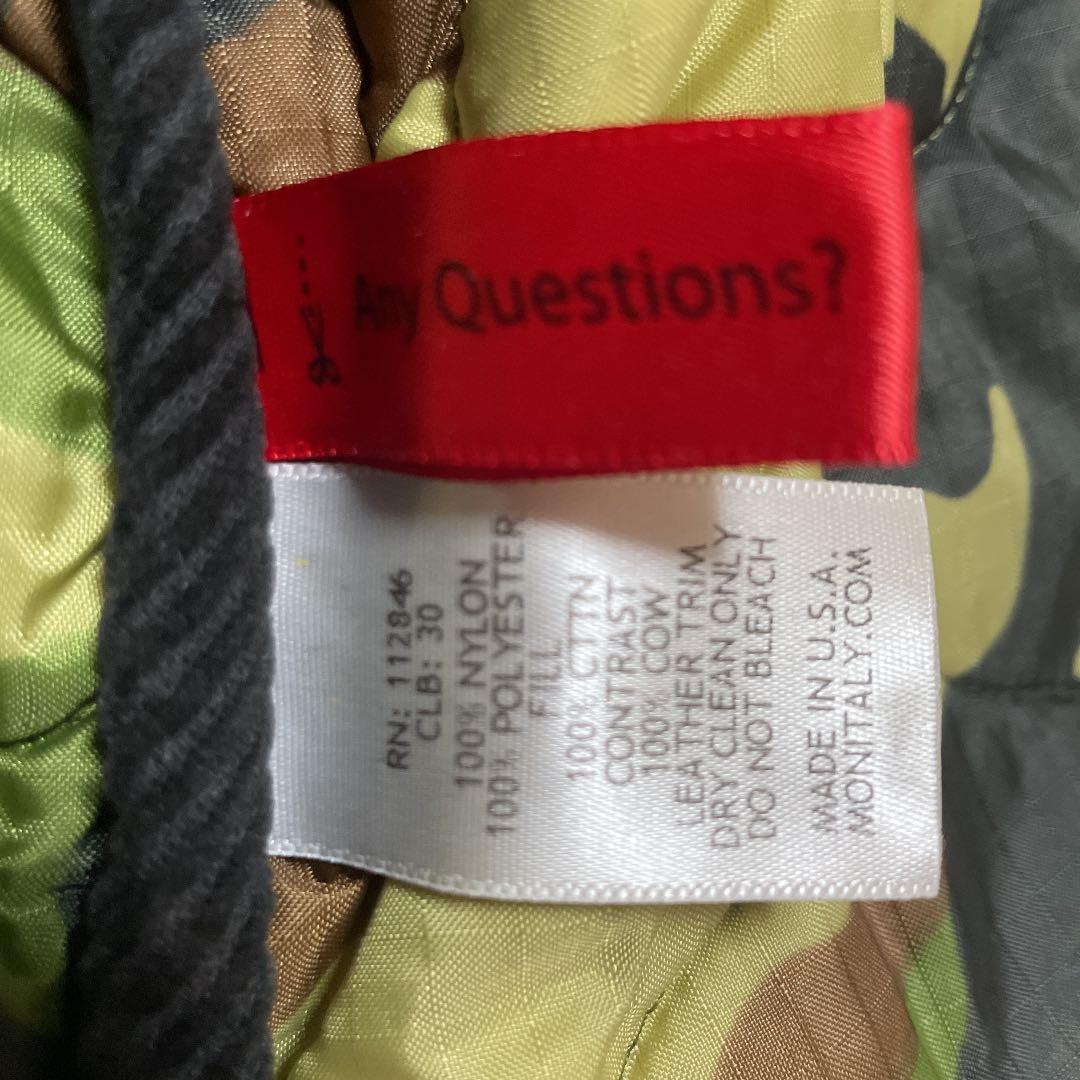 Any Questions?
RN: 112846
CLB: 30
100% NYLON
100% POLYESTER
FILL
100% CTTN
CONTRAST
100% COW
LEATHER TRIM
DRY CLEAN ONLY
DO NOT BLEACH
MADE IN U.S.A.
MONITALY.COM